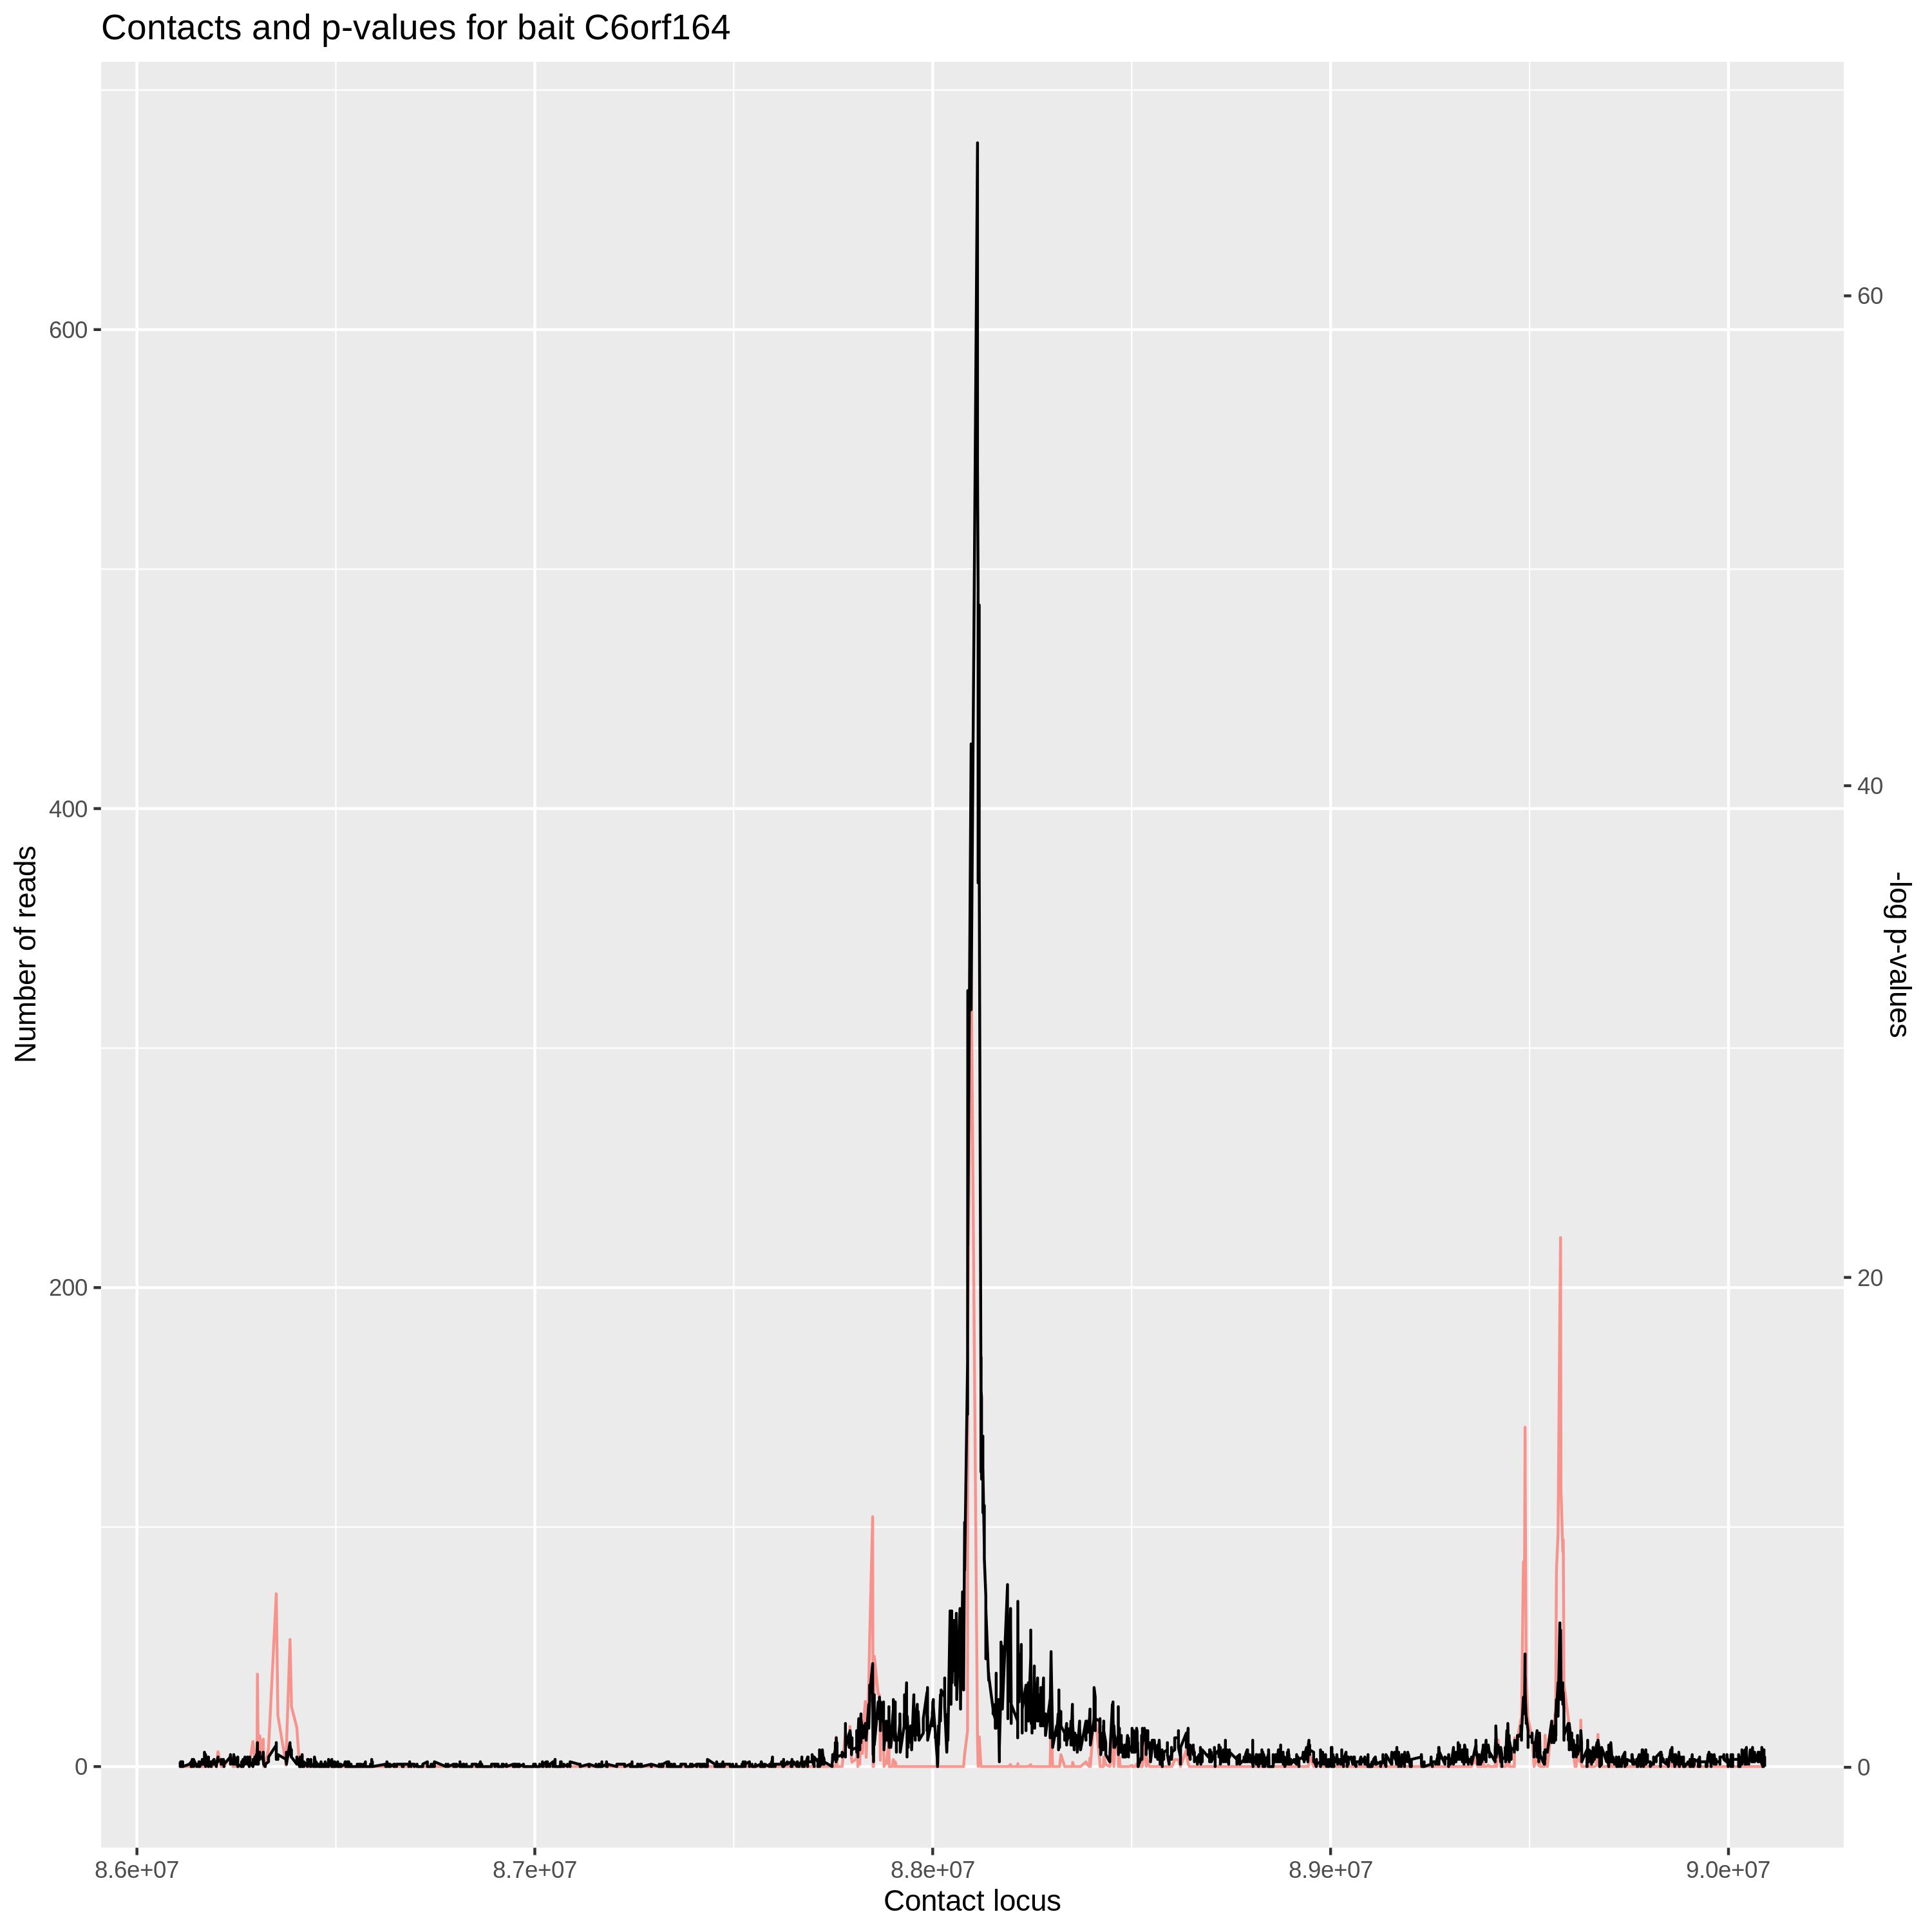 Contacts and p-values for bait C6orf164
600
400
200
0
60
40
20
0
Number of reads
-log p-values
8.6e+07
8.7e+07
8.8e+07
8.9e+07
9.0e+07
Contact locus